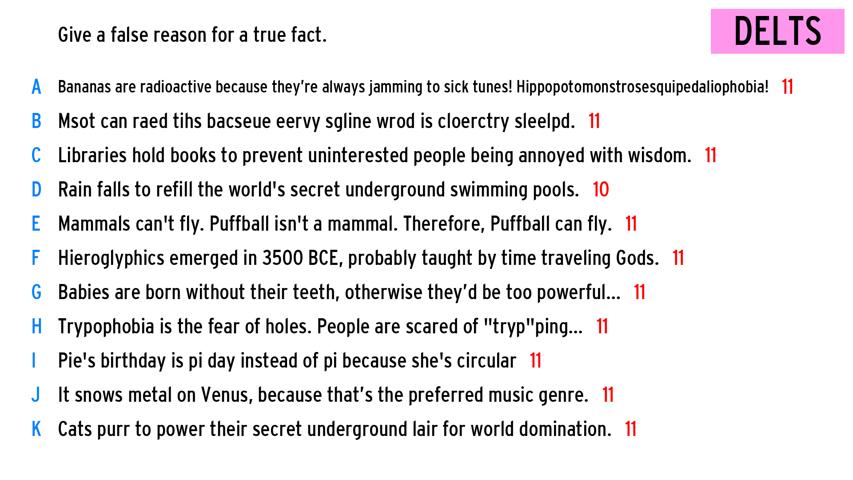 Give a false reason for a true fact.
DELTS
A Bananas are radioactive because they're always jamming to sick tunes! Hippopotomonstrosesquipedaliophobia! 11
B Msot can raed tihs bacseue eervy sgline wrod is cloerctry sleelpd. 11
C Libraries hold books to prevent uninterested people being annoyed with wisdom. 11
D Rain falls to refill the world's secret underground swimming pools. 10
E Mammals can't fly. Puffball isn't a mammal. Therefore, Puffball can fly. 11
F Hieroglyphics emerged in 3500 BCE, probably taught by time traveling Gods. 11
G Babies are born without their teeth, otherwise they'd be too powerful... 11
H Trypophobia is the fear of holes. People are scared of "tryp"ping... 11
I Pie's birthday is pi day instead of pi because she's circular 11
J It snows metal on Venus, because that's the preferred music genre. 11
K Cats purr to power their secret underground lair for world domination. 11